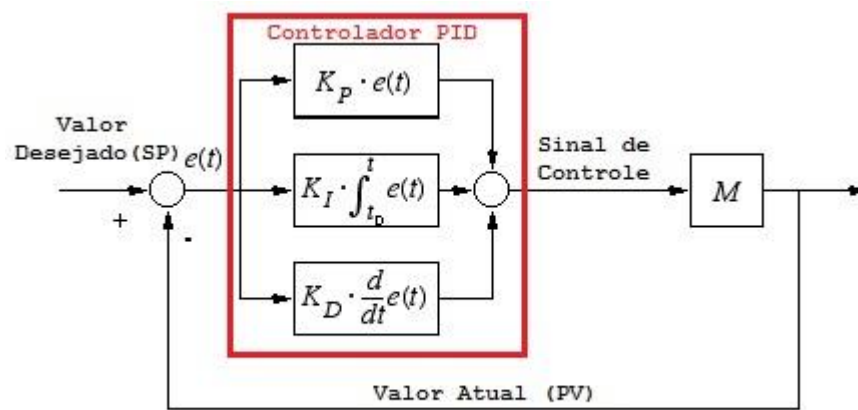 Controlador PID
K_P · e(t)
Valor
Desejado(SP)
e(t)
+
-
K_I · ∫_{t_0}^{t} e(t)
K_D · d/dt e(t)
Sinal de
Controle
M
Valor Atual (PV)